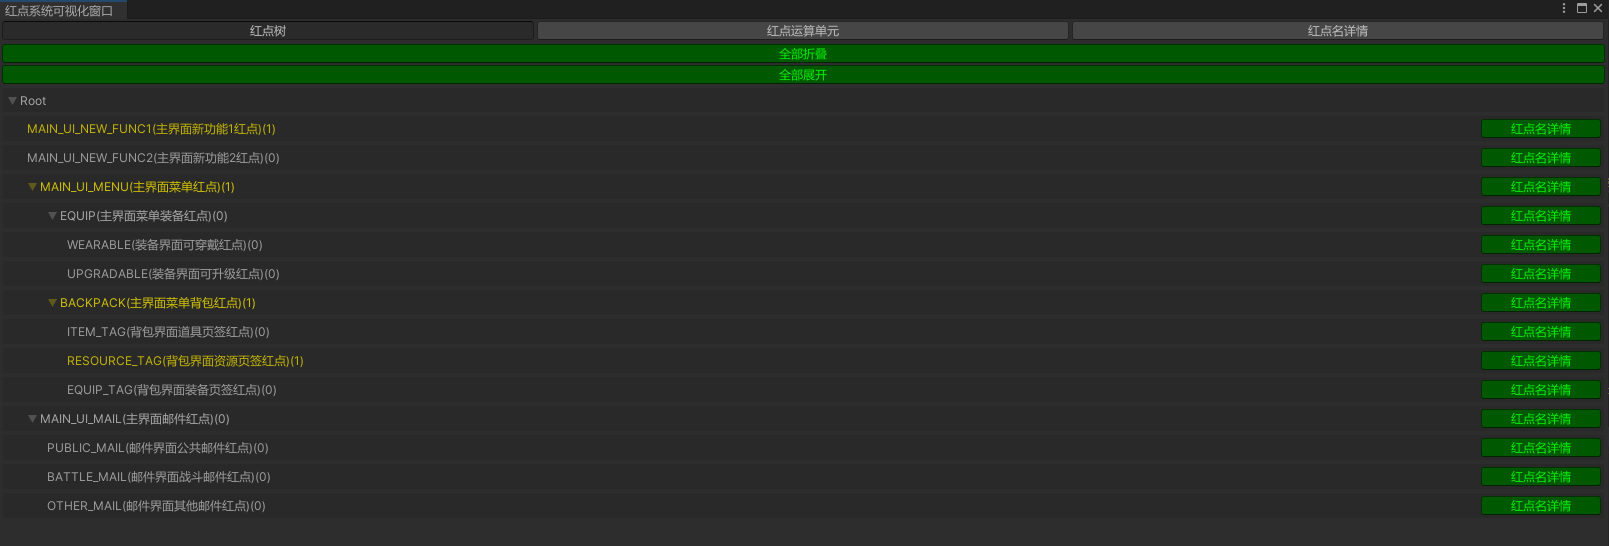 红点系统可视化窗口
红点树 红点运算单元 红点名详情
全部折叠
全部展开
Root
MAIN_UI_NEW_FUNC1(主界面新功能1红点)(1) 红点名详情
MAIN_UI_NEW_FUNC2(主界面新功能2红点)(0) 红点名详情
MAIN_UI_MENU(主界面菜单红点)(1) 红点名详情
EQUIP(主界面菜单装备红点)(0) 红点名详情
WEARABLE(装备界面可穿戴红点)(0) 红点名详情
UPGRADABLE(装备界面可升级红点)(0) 红点名详情
BACKPACK(主界面菜单背包红点)(1) 红点名详情
ITEM_TAG(背包界面道具页签红点)(0) 红点名详情
RESOURCE_TAG(背包界面资源页签红点)(1) 红点名详情
EQUIP_TAG(背包界面装备页签红点)(0) 红点名详情
MAIN_UI_MAIL(主界面邮件红点)(0) 红点名详情
PUBLIC_MAIL(邮件界面公共邮件红点)(0) 红点名详情
BATTLE_MAIL(邮件界面战斗邮件红点)(0) 红点名详情
OTHER_MAIL(邮件界面其他邮件红点)(0) 红点名详情